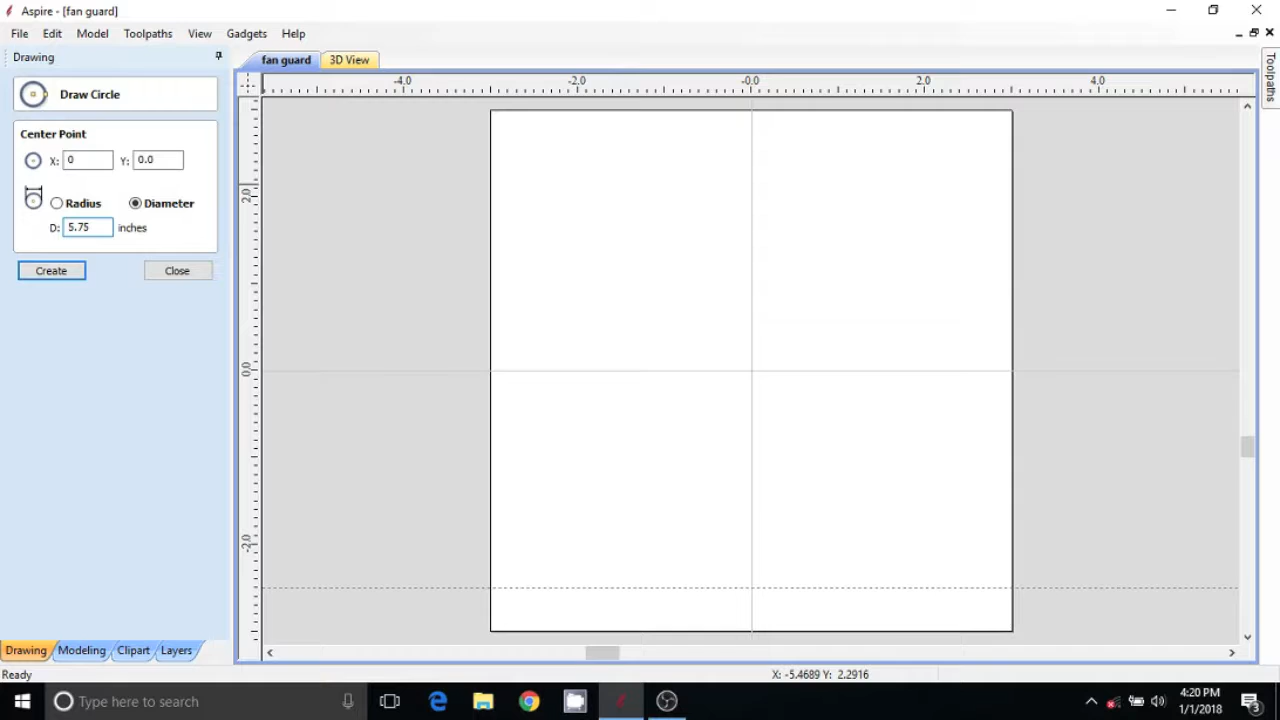 Aspire - [fan guard]
File Edit Model Toolpaths View Gadgets Help
Drawing
fan guard 3D View
-4.0 -2.0 -0.0 2.0 4.0
Toolpaths
Draw Circle
Center Point
X: 0 Y: 0.0
2.0
Radius Diameter
D: 5.75 inches
Create Close
0.0
-2.0
Drawing Modeling Clipart Layers
Ready
X: -5.4689 Y: 2.2916
Type here to search
4:20 PM
1/1/2018
3